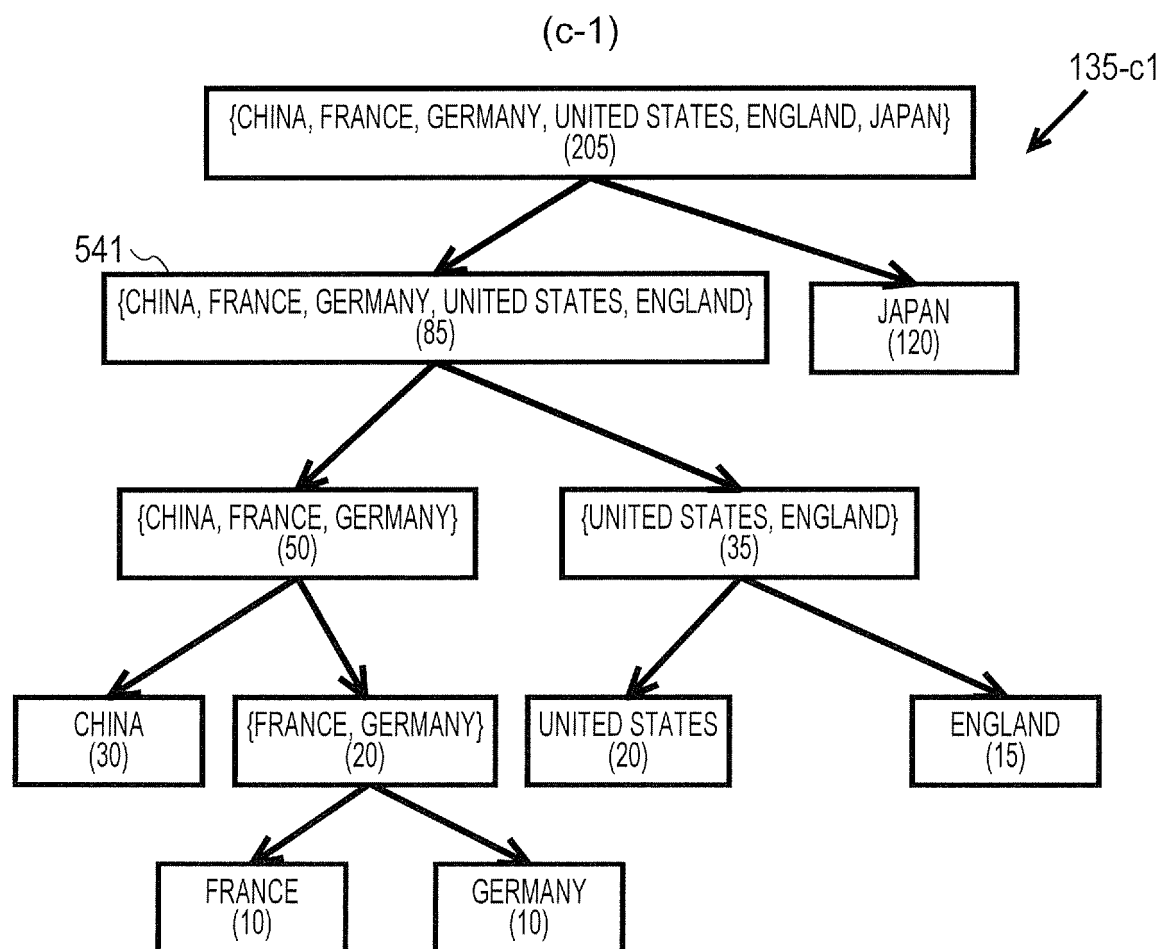 (c-1)
135-c1
{CHINA, FRANCE, GERMANY, UNITED STATES, ENGLAND, JAPAN}
(205)
541
{CHINA, FRANCE, GERMANY, UNITED STATES, ENGLAND}
(85)
JAPAN
(120)
{CHINA, FRANCE, GERMANY}
(50)
{UNITED STATES, ENGLAND}
(35)
CHINA
(30)
{FRANCE, GERMANY}
(20)
UNITED STATES
(20)
ENGLAND
(15)
FRANCE
(10)
GERMANY
(10)